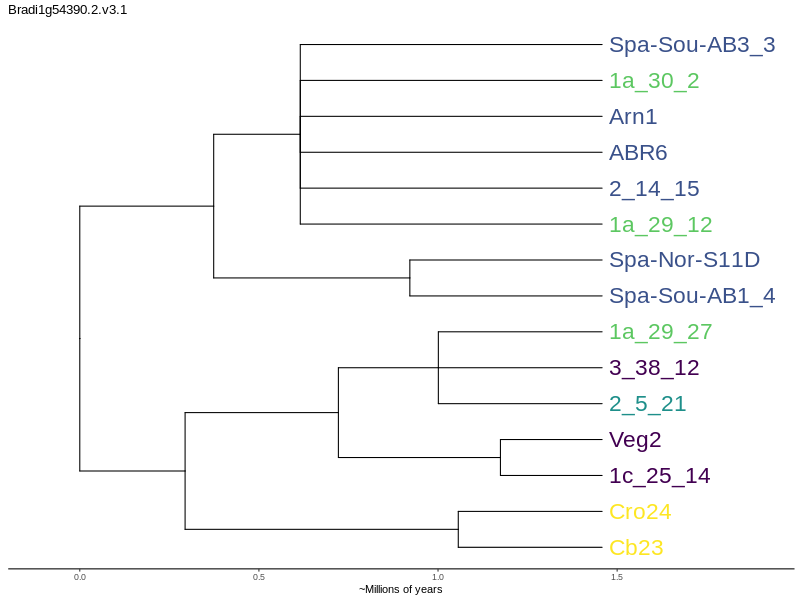 Bradi1g54390.2.v3.1
Spa-Sou-AB3_3
1a_30_2
Arn1
ABR6
2_14_15
1a_29_12
Spa-Nor-S11D
Spa-Sou-AB1_4
1a_29_27
3_38_12
2_5_21
Veg2
1c_25_14
Cro24
Cb23
0.0 0.5 1.0 1.5
~Millions of years